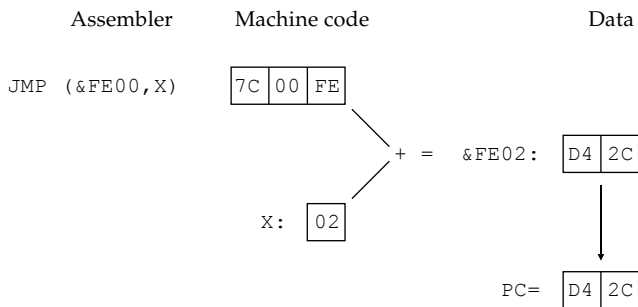 Assembler Machine code Data
JMP (&FE00,X) 7C 00 FE
+ = &FE02: D4 2C
X: 02
PC= D4 2C